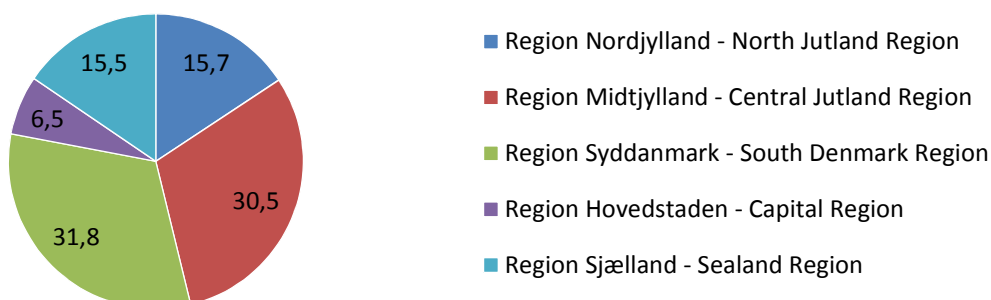 15,5
15,7
6,5
30,5
31,8
Region Nordjylland - North Jutland Region
Region Midtjylland - Central Jutland Region
Region Syddanmark - South Denmark Region
Region Hovedstaden - Capital Region
Region Sjælland - Sealand Region